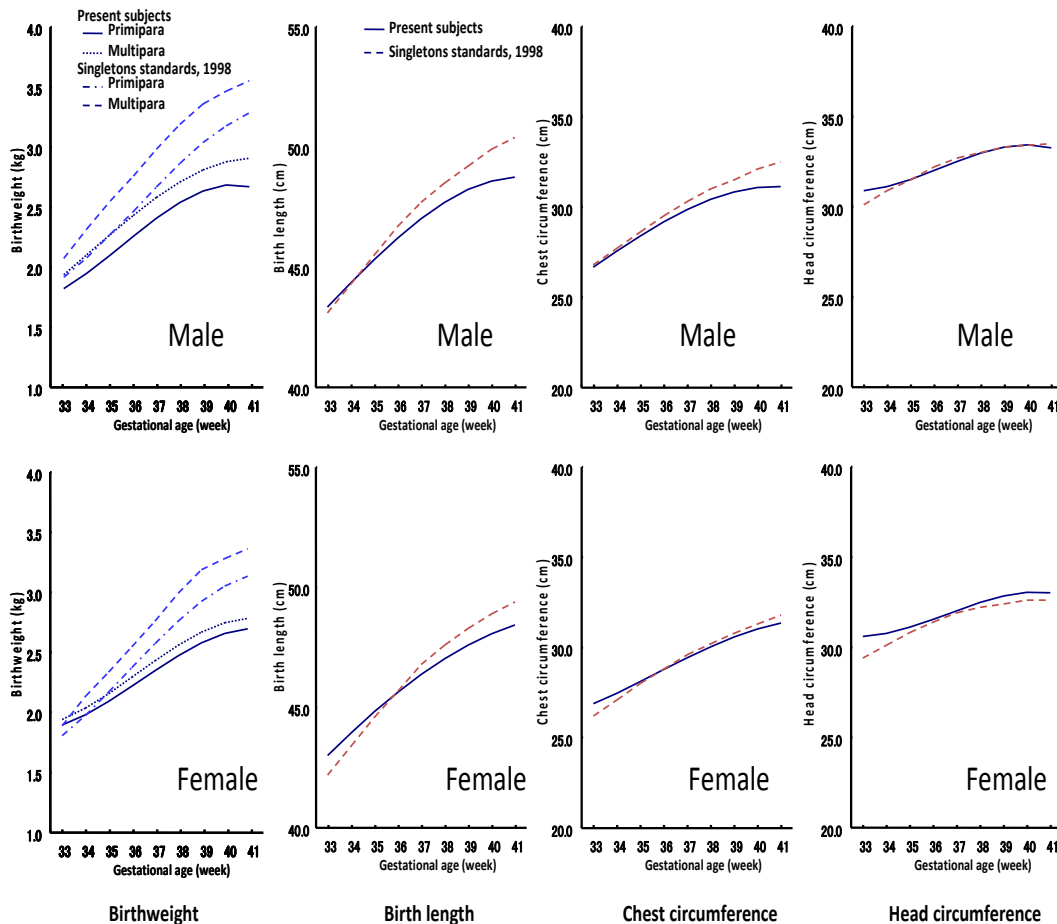 Present subjects
Primipara
Multipara
Singletons standards, 1998
Primipara
Multipara
4.0
3.5
3.0
2.5
2.0
1.5
1.0
Birthweight (kg)
Male
33 34 35 36 37 38 39 40 41
Gestational age (week)
55.0
50.0
45.0
40.0
Birth length (cm)
Present subjects
Singletons standards, 1998
Male
33 34 35 36 37 38 39 40 41
Gestational age (week)
40.0
35.0
30.0
25.0
20.0
Chest circumference (cm)
Male
33 34 35 36 37 38 39 40 41
Gestational age (week)
40.0
35.0
30.0
25.0
20.0
Head circumference (cm)
Male
33 34 35 36 37 38 39 40 41
Gestational age (week)
4.0
3.5
3.0
2.5
2.0
1.5
1.0
Birthweight (kg)
Female
33 34 35 36 37 38 39 40 41
Gestational age (week)
55.0
50.0
45.0
40.0
Birth length (cm)
Female
33 34 35 36 37 38 39 40 41
Gestational age (week)
40.0
35.0
30.0
25.0
20.0
Chest circumference (cm)
Female
33 34 35 36 37 38 39 40 41
Gestational age (week)
40.0
35.0
30.0
25.0
20.0
Head circumference (cm)
Female
33 34 35 36 37 38 39 40 41
Gestational age (week)
Birthweight
Birth length
Chest circumference
Head circumference